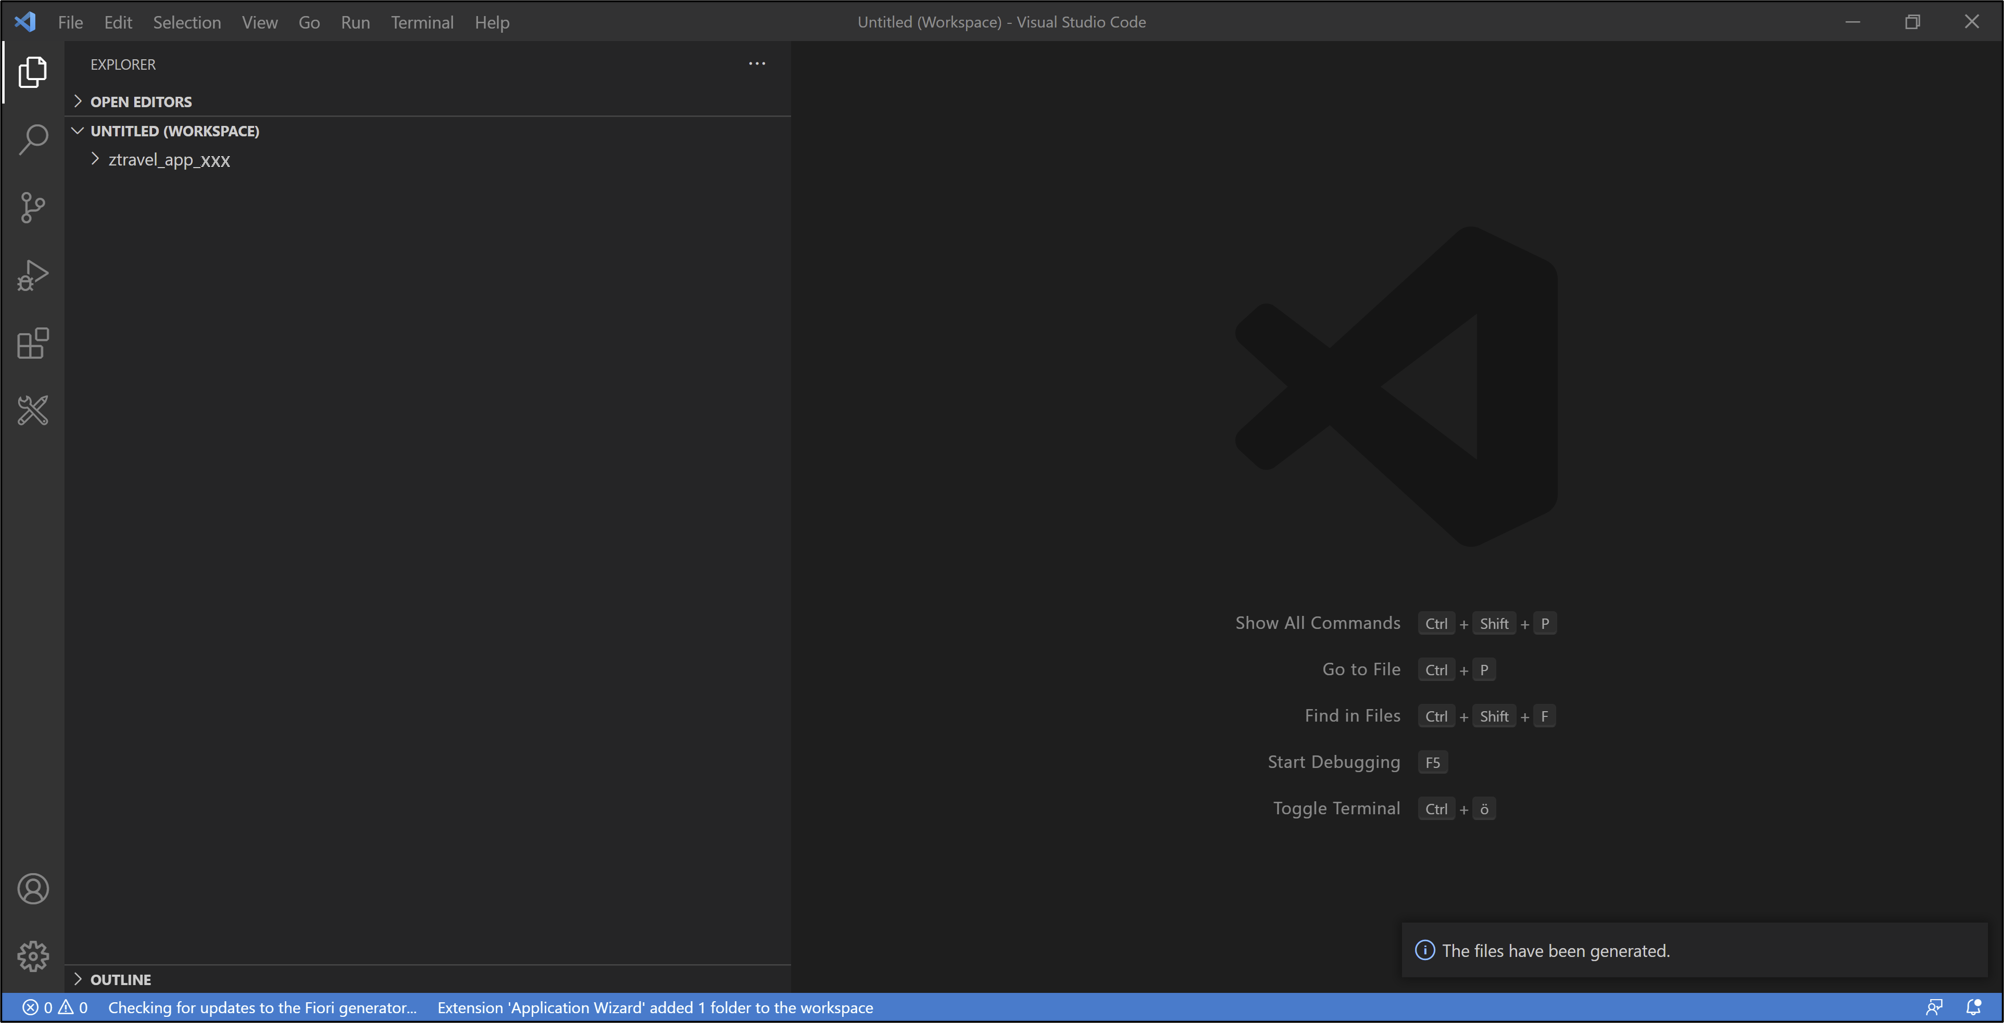 File Edit Selection View Go Run Terminal Help
Untitled (Workspace) - Visual Studio Code
EXPLORER
OPEN EDITORS
UNTITLED (WORKSPACE)
ztravel_app_xxx
Show All Commands Ctrl + Shift + P
Go to File Ctrl + P
Find in Files Ctrl + Shift + F
Start Debugging F5
Toggle Terminal Ctrl + ö
The files have been generated.
OUTLINE
0 0 Checking for updates to the Fiori generator... Extension 'Application Wizard' added 1 folder to the workspace